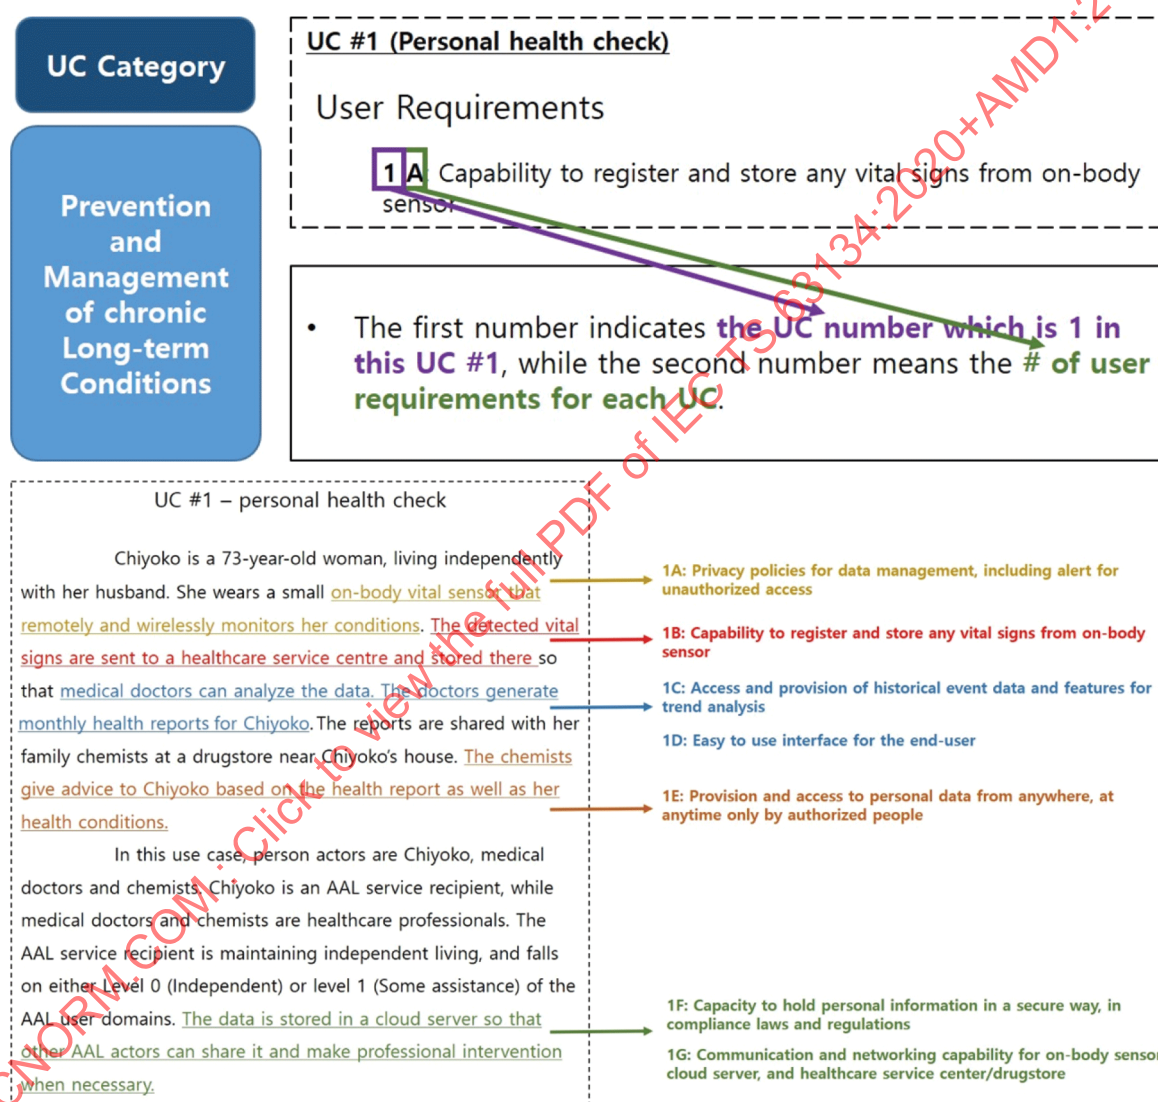 UC Category
Prevention
and
Management
of chronic
Long-term
Conditions
UC #1 (Personal health check)
User Requirements
1 A Capability to register and store any vital signs from on-body
sensor
• The first number indicates the UC number which is 1 in
this UC #1, while the second number means the # of user
requirements for each UC.
UC #1 – personal health check
Chiyoko is a 73-year-old woman, living independently
with her husband. She wears a small on-body vital sensor that
remotely and wirelessly monitors her conditions. The detected vital
signs are sent to a healthcare service centre and stored there so
that medical doctors can analyze the data. The doctors generate
monthly health reports for Chiyoko. The reports are shared with her
family chemists at a drugstore near Chiyoko's house. The chemists
give advice to Chiyoko based on the health report as well as her
health conditions.
In this use case, person actors are Chiyoko, medical
doctors and chemists. Chiyoko is an AAL service recipient, while
medical doctors and chemists are healthcare professionals. The
AAL service recipient is maintaining independent living, and falls
on either Level 0 (Independent) or level 1 (Some assistance) of the
AAL user domains. The data is stored in a cloud server so that
other AAL actors can share it and make professional intervention
when necessary.
1A: Privacy policies for data management, including alert for
unauthorized access
1B: Capability to register and store any vital signs from on-body
sensor
1C: Access and provision of historical event data and features for
trend analysis
1D: Easy to use interface for the end-user
1E: Provision and access to personal data from anywhere, at
anytime only by authorized people
1F: Capacity to hold personal information in a secure way, in
compliance laws and regulations
1G: Communication and networking capability for on-body sensor
cloud server, and healthcare service center/drugstore
CNORM.COM : Click to view the full PDF of IEC TS 63134:2020+AMD1:2